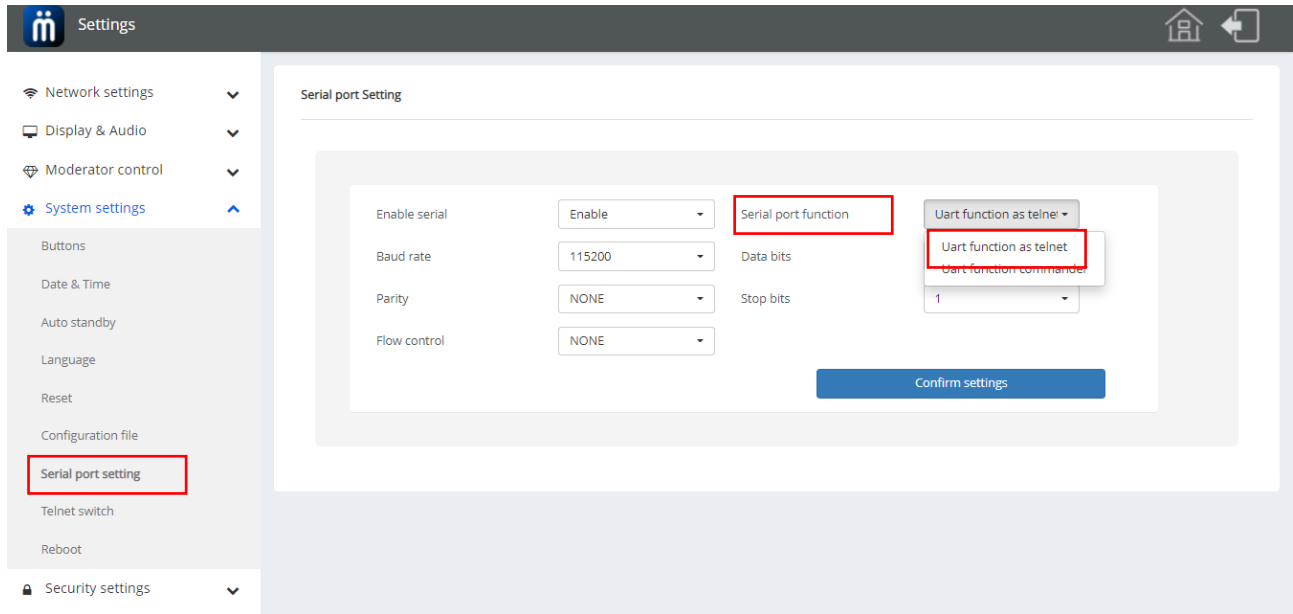 Settings
Network settings
Display & Audio
Moderator control
System settings
Buttons
Date & Time
Auto standby
Language
Reset
Configuration file
Serial port setting
Telnet switch
Reboot
Security settings
Serial port Setting
Enable serial Enable Serial port function Uart function as telne
Uart function as telnet
Baud rate 115200 Data bits
Uart function commander
Parity NONE Stop bits 1
Flow control NONE
Confirm settings